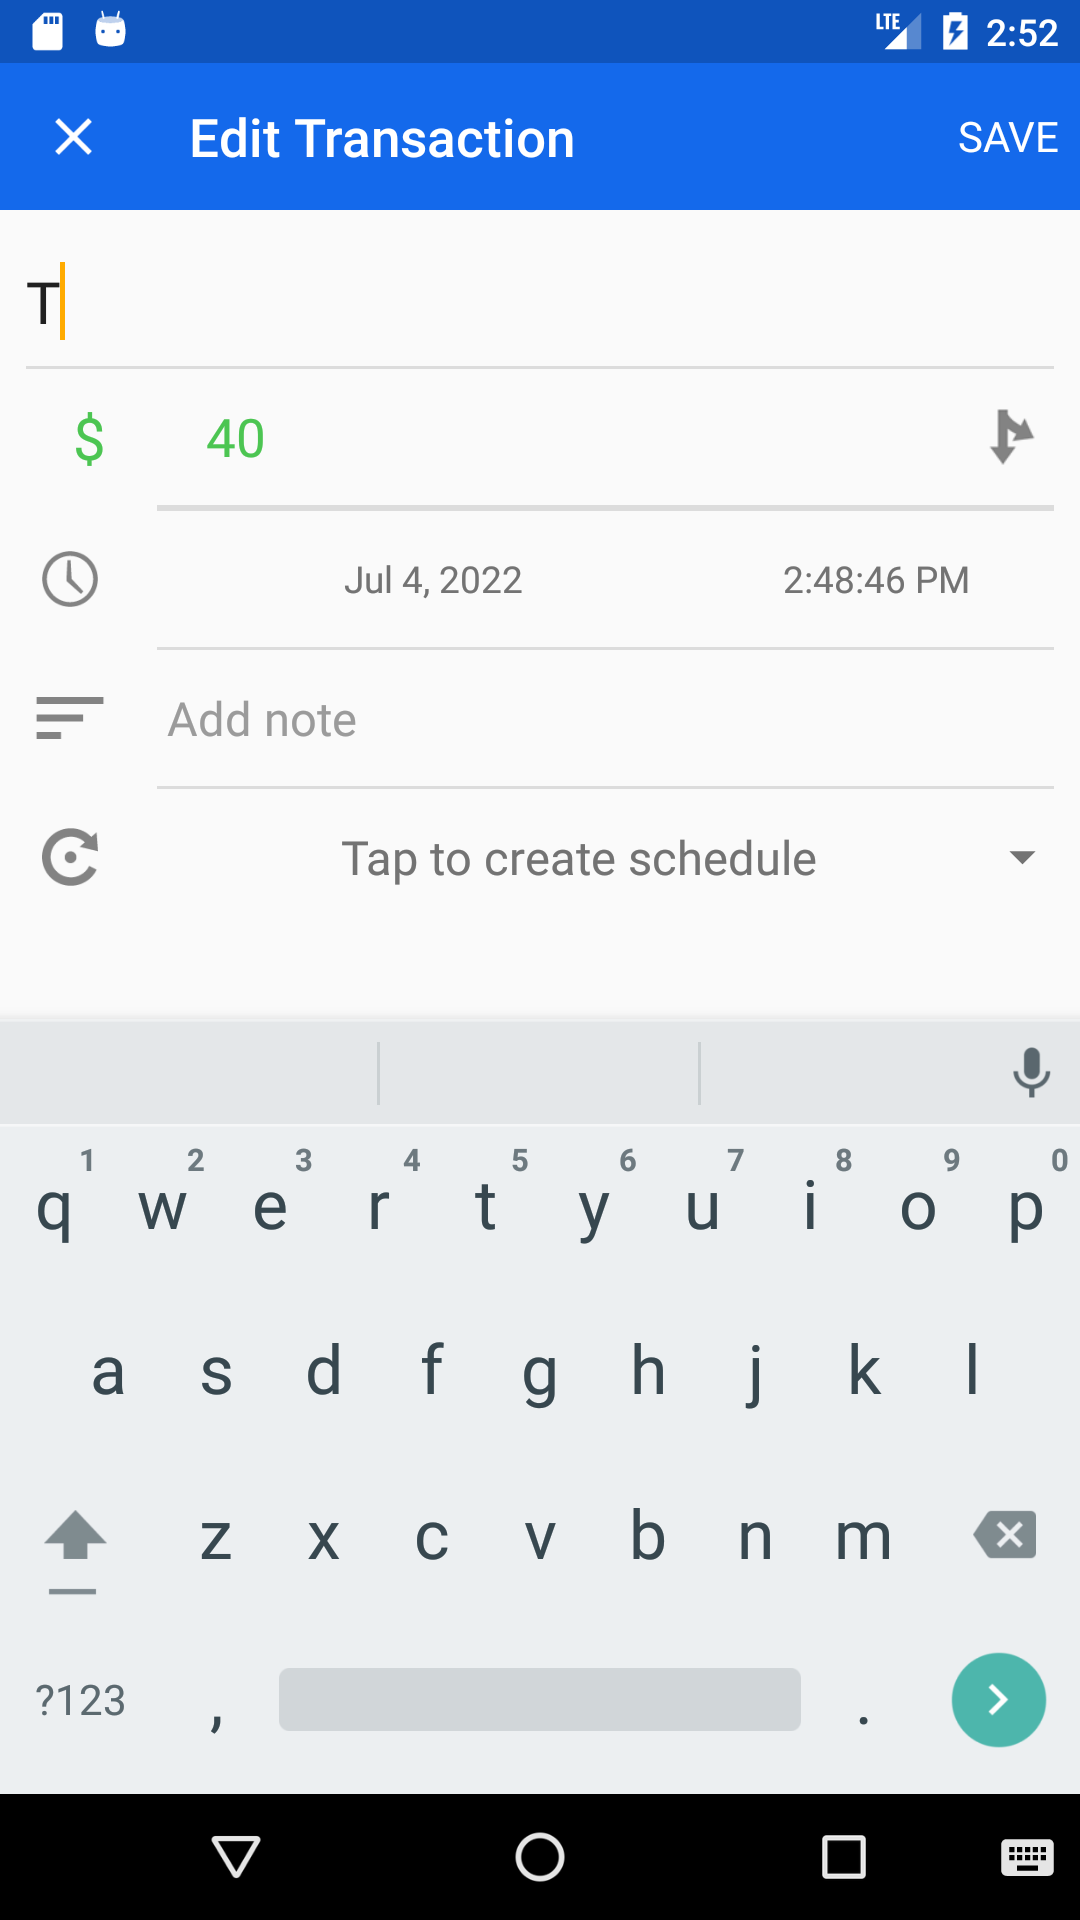 LTE 2:52
Edit Transaction SAVE
T
$ 40
Jul 4, 2022 2:48:46 PM
Add note
Tap to create schedule
1 2 3 4 5 6 7 8 9 0
q w e r t y u i o p
a s d f g h j k l
z x c v b n m
?123 , .